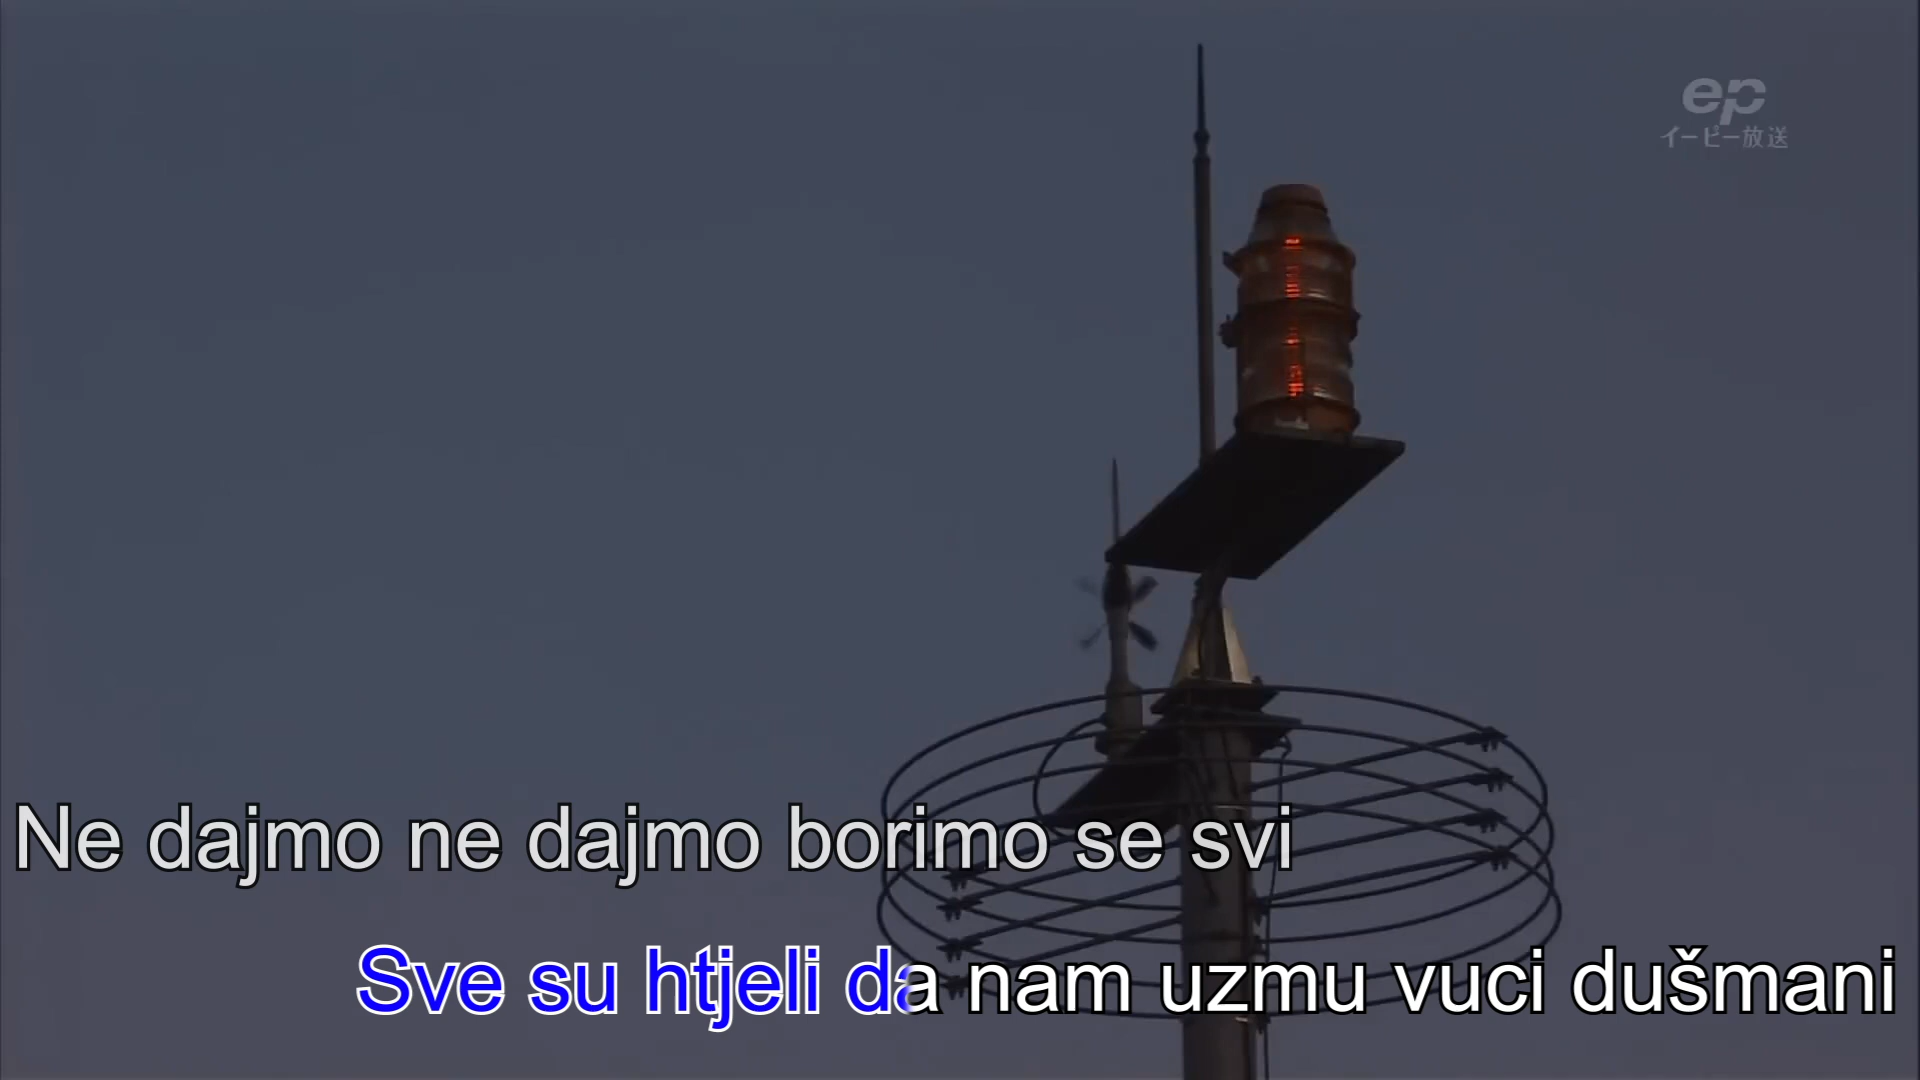 ep
イーピー放送
Ne dajmo ne dajmo borimo se svi
Sve su htjeli da nam uzmu vuci dušmani